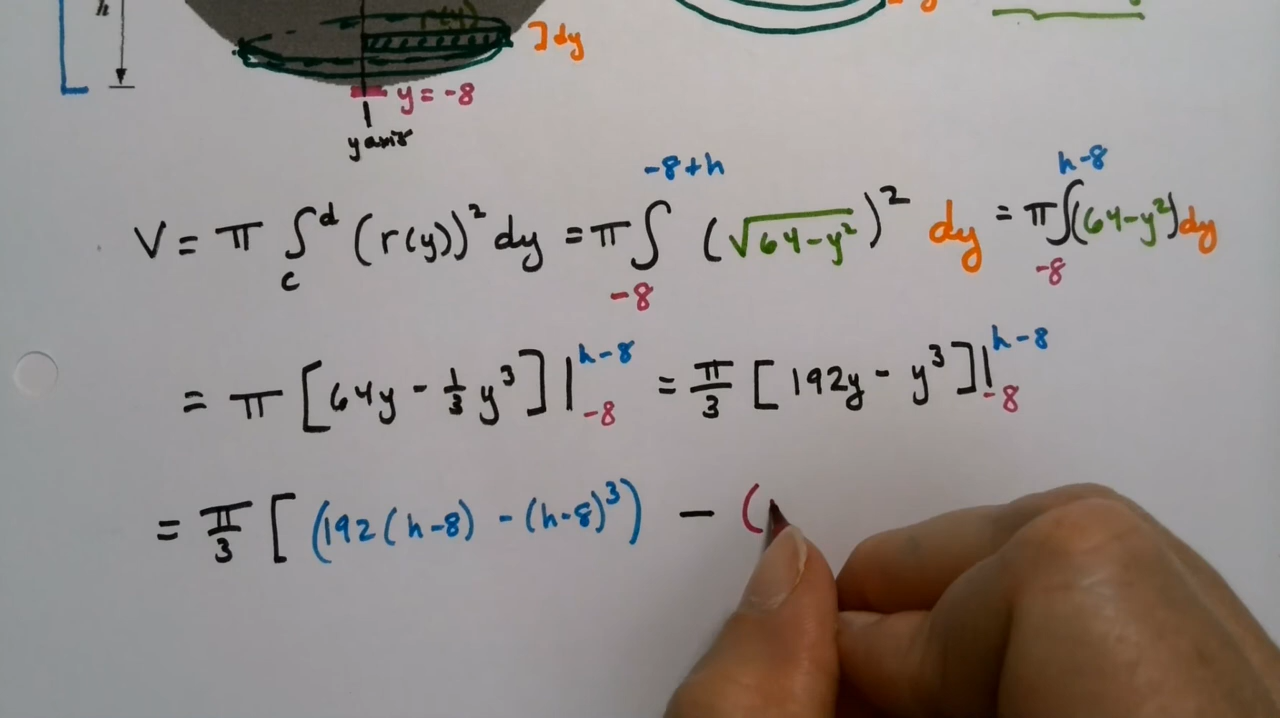 h
r(y)
] dy
y = -8
y axis
V = π ∫_c^d (r(y))² dy = π ∫_{-8}^{-8+h} (√(64-y²))² dy = π ∫_{-8}^{h-8} (64-y²) dy
= π [64y - 1/3 y³] |_{-8}^{h-8} = π/3 [192y - y³] |_{-8}^{h-8}
= π/3 [ (192(h-8) - (h-8)³) - (